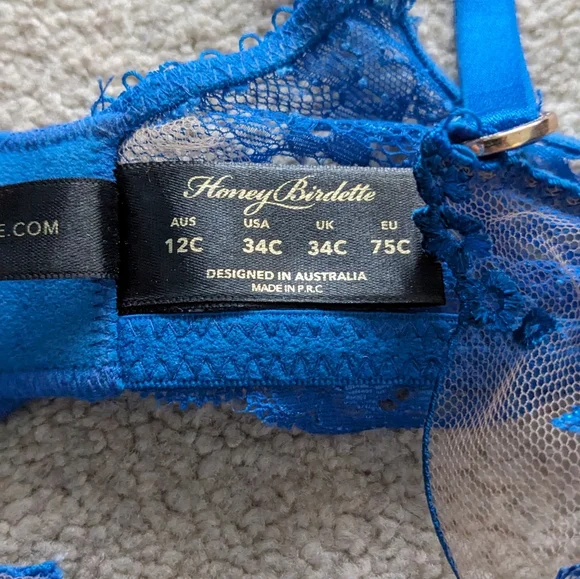 E.COM
Honey Birdette
AUS USA UK EU
12C 34C 34C 75C
DESIGNED IN AUSTRALIA
MADE IN P.R.C